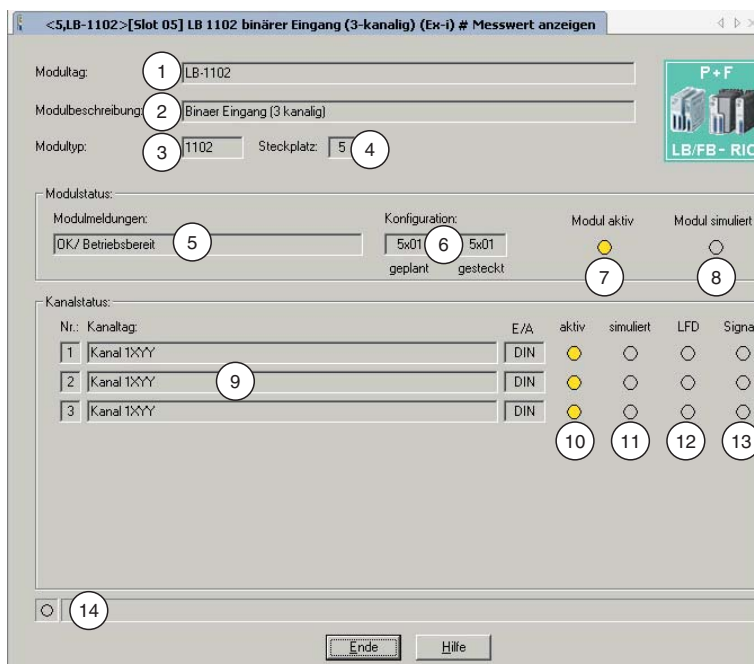 <5,LB-1102>[Slot 05] LB 1102 binärer Eingang (3-kanalig) (Ex-i) # Messwert anzeigen
Modultag: 1 LB-1102
P+F
Modulbeschreibung: 2 Binaer Eingang (3 kanalig)
Modultyp: 3 1102 Steckplatz: 5 4
LB/FB - RIO
Modulstatus:
Modulmeldungen: Konfiguration: Modul aktiv Modul simuliert
OK/ Betriebsbereit 5 5x01 6 5x01
geplant gesteckt 7 8
Kanalstatus:
Nr.: Kanaltag: E/A aktiv simuliert LFD Signa
1 Kanal 1XYY DIN
2 Kanal 1XYY 9 DIN
3 Kanal 1XYY DIN
10 11 12 13
14
Ende Hilfe